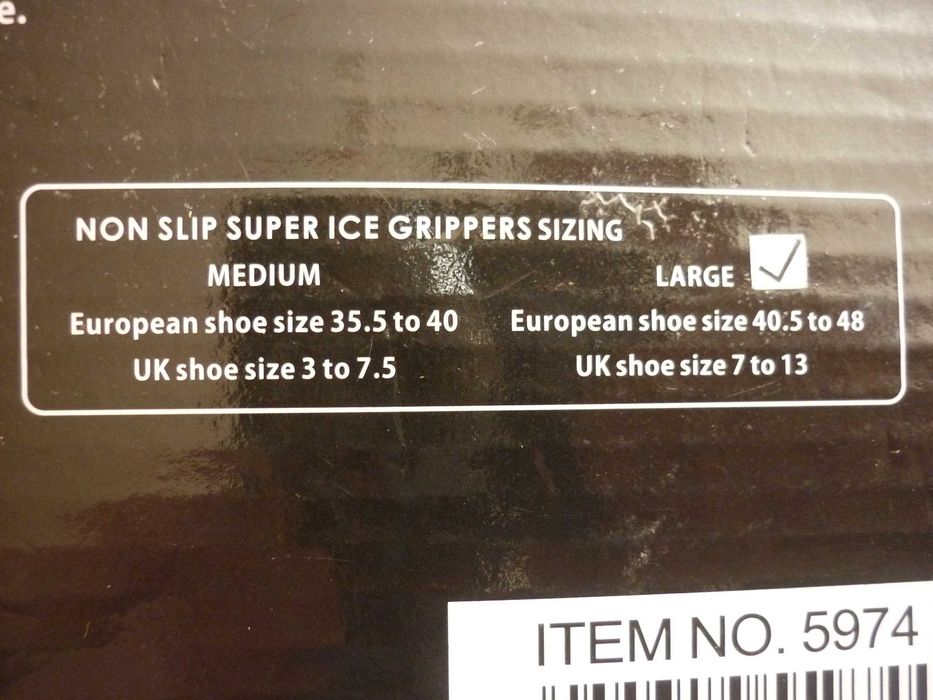 e.
NON SLIP SUPER ICE GRIPPERS SIZING
MEDIUM
European shoe size 35.5 to 40
UK shoe size 3 to 7.5
LARGE
European shoe size 40.5 to 48
UK shoe size 7 to 13
ITEM NO. 5974